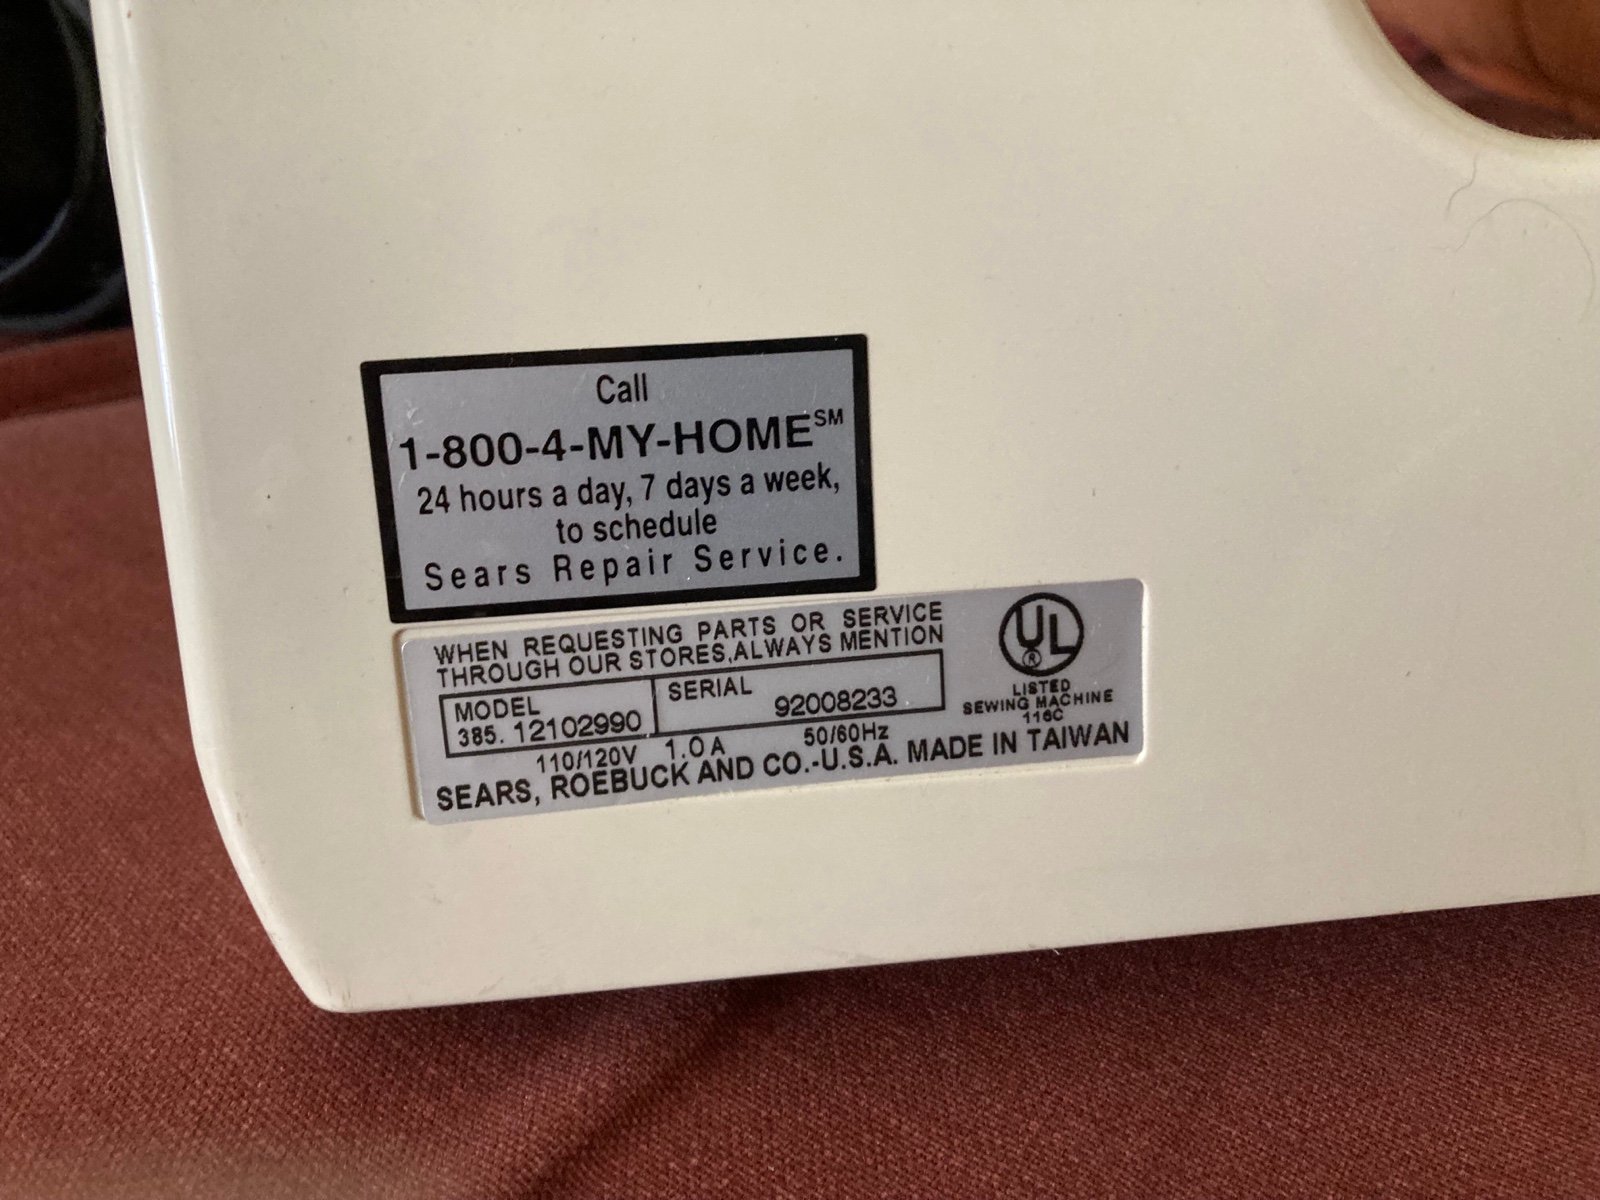 Call
1-800-4-MY-HOME℠
24 hours a day, 7 days a week,
to schedule
Sears Repair Service.
WHEN REQUESTING PARTS OR SERVICE
THROUGH OUR STORES, ALWAYS MENTION
MODEL
385. 12102990
SERIAL
92008233
110/120V 1.0A 50/60Hz
UL
®
LISTED
SEWING MACHINE
116C
SEARS, ROEBUCK AND CO.-U.S.A. MADE IN TAIWAN